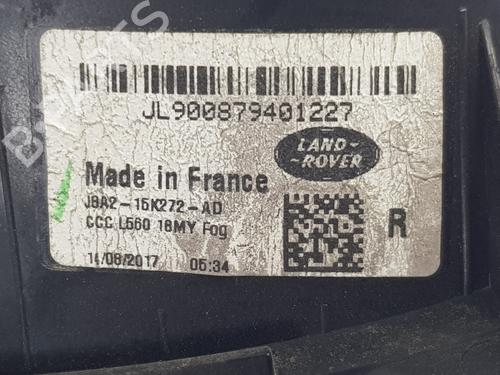 JL900879401227
LAND-
-ROVER
Made in France
J8A2-15K272-AD
CCC L560 18MY Fog
R
14/08/2017 05:34